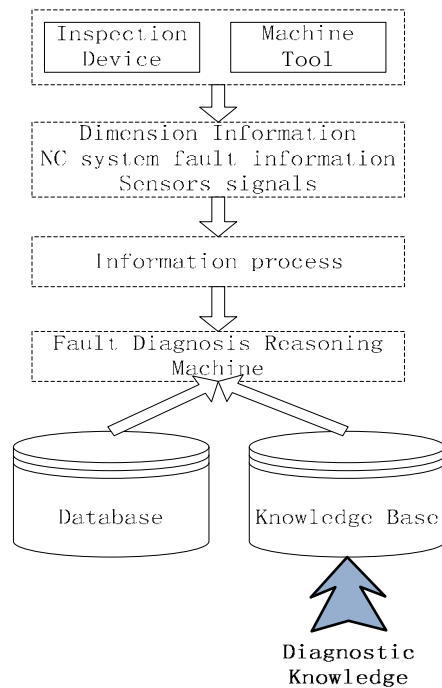 Inspection
Device
Machine
Tool
Dimension Information
NC system fault information
Sensors signals
Information process
Fault Diagnosis Reasoning
Machine
Database
Knowledge Base
Diagnostic
Knowledge